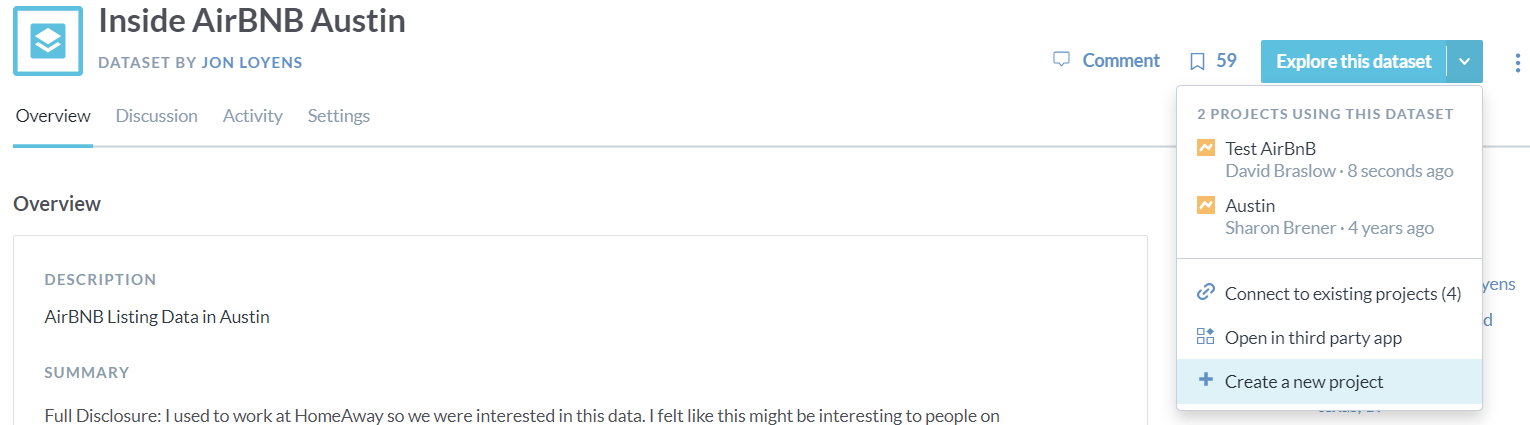 Inside AirBNB Austin
DATASET BY JON LOYENS
Comment
59
Explore this dataset
Overview
Discussion
Activity
Settings
2 PROJECTS USING THIS DATASET
Test AirBnB
David Braslow · 8 seconds ago
Austin
Sharon Brener · 4 years ago
Connect to existing projects (4)
Open in third party app
Create a new project
Overview
DESCRIPTION
AirBNB Listing Data in Austin
SUMMARY
Full Disclosure: I used to work at HomeAway so we were interested in this data. I felt like this might be interesting to people on